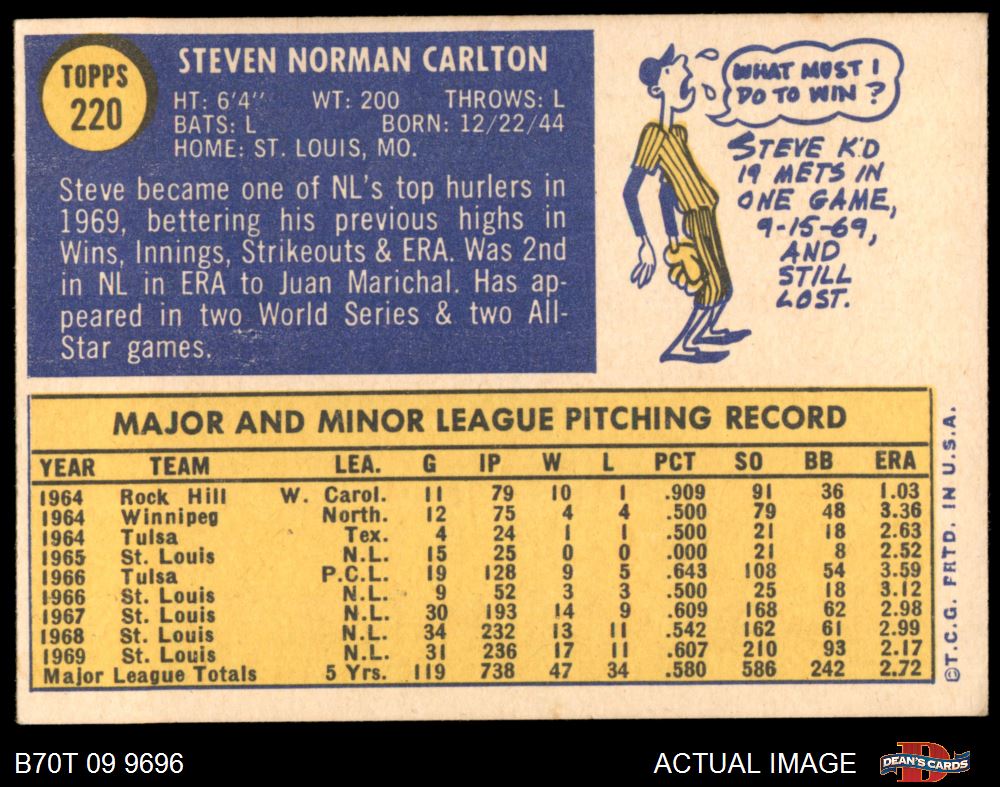 TOPPS
220
STEVEN NORMAN CARLTON
HT: 6'4" WT: 200 THROWS: L
BATS: L BORN: 12/22/44
HOME: ST. LOUIS, MO.
Steve became one of NL's top hurlers in
1969, bettering his previous highs in
Wins, Innings, Strikeouts & ERA. Was 2nd
in NL in ERA to Juan Marichal. Has ap-
peared in two World Series & two All-
Star games.
WHAT MUST I
DO TO WIN?
STEVE K'D
19 METS IN
ONE GAME,
9-15-69,
AND
STILL
LOST.
MAJOR AND MINOR LEAGUE PITCHING RECORD
YEAR TEAM LEA. G IP W L PCT SO BB ERA
1964 Rock Hill W. Carol. 11 79 10 1 .909 91 36 1.03
1964 Winnipeg North. 12 75 4 4 .500 79 48 3.36
1964 Tulsa Tex. 4 24 1 1 .500 21 18 2.63
1965 St. Louis N.L. 15 25 0 0 .000 21 8 2.52
1966 Tulsa P.C.L. 19 128 9 5 .643 108 54 3.59
1966 St. Louis N.L. 9 52 3 3 .500 25 18 3.12
1967 St. Louis N.L. 30 193 14 9 .609 168 62 2.98
1968 St. Louis N.L. 34 232 13 11 .542 162 61 2.99
1969 St. Louis N.L. 31 236 17 11 .607 210 93 2.17
Major League Totals 5 Yrs. 119 738 47 34 .580 586 242 2.72
©T.C.G. PRTD. IN U.S.A.
B70T 09 9696
ACTUAL IMAGE
DEAN'S CARDS